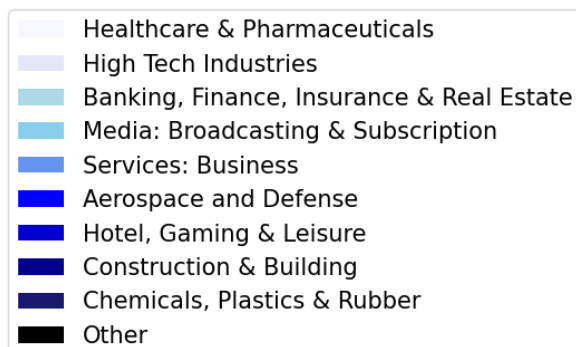 Healthcare & Pharmaceuticals
High Tech Industries
Banking, Finance, Insurance & Real Estate
Media: Broadcasting & Subscription
Services: Business
Aerospace and Defense
Hotel, Gaming & Leisure
Construction & Building
Chemicals, Plastics & Rubber
Other